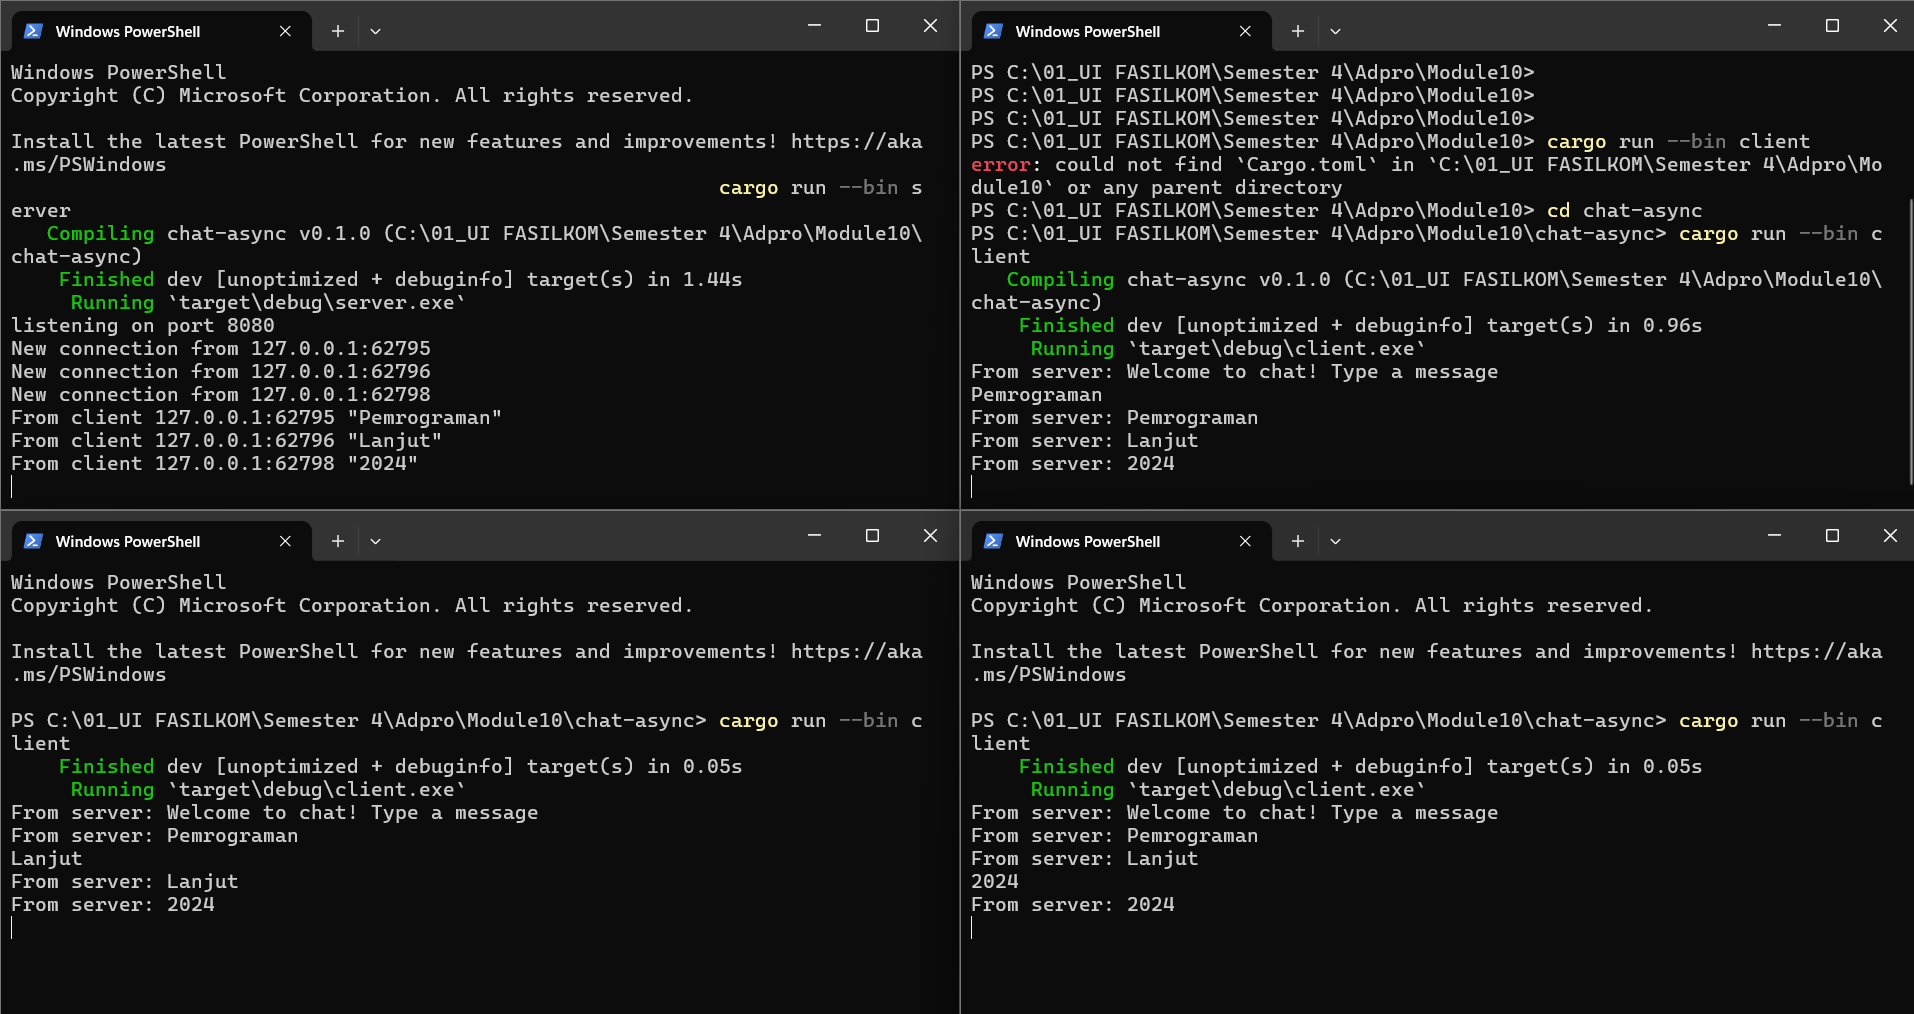 Windows PowerShell
Windows PowerShell
Copyright (C) Microsoft Corporation. All rights reserved.
Install the latest PowerShell for new features and improvements! https://aka
.ms/PSWindows
cargo run --bin s
erver
Compiling chat-async v0.1.0 (C:\01_UI FASILKOM\Semester 4\Adpro\Module10\
chat-async)
Finished dev [unoptimized + debuginfo] target(s) in 1.44s
Running `target\debug\server.exe`
listening on port 8080
New connection from 127.0.0.1:62795
New connection from 127.0.0.1:62796
New connection from 127.0.0.1:62798
From client 127.0.0.1:62795 "Pemrograman"
From client 127.0.0.1:62796 "Lanjut"
From client 127.0.0.1:62798 "2024"
Windows PowerShell
PS C:\01_UI FASILKOM\Semester 4\Adpro\Module10>
PS C:\01_UI FASILKOM\Semester 4\Adpro\Module10>
PS C:\01_UI FASILKOM\Semester 4\Adpro\Module10>
PS C:\01_UI FASILKOM\Semester 4\Adpro\Module10> cargo run --bin client
error: could not find `Cargo.toml` in `C:\01_UI FASILKOM\Semester 4\Adpro\Mo
dule10` or any parent directory
PS C:\01_UI FASILKOM\Semester 4\Adpro\Module10> cd chat-async
PS C:\01_UI FASILKOM\Semester 4\Adpro\Module10\chat-async> cargo run --bin c
lient
Compiling chat-async v0.1.0 (C:\01_UI FASILKOM\Semester 4\Adpro\Module10\
chat-async)
Finished dev [unoptimized + debuginfo] target(s) in 0.96s
Running `target\debug\client.exe`
From server: Welcome to chat! Type a message
Pemrograman
From server: Pemrograman
From server: Lanjut
From server: 2024
Windows PowerShell
Windows PowerShell
Copyright (C) Microsoft Corporation. All rights reserved.
Install the latest PowerShell for new features and improvements! https://aka
.ms/PSWindows
PS C:\01_UI FASILKOM\Semester 4\Adpro\Module10\chat-async> cargo run --bin c
lient
Finished dev [unoptimized + debuginfo] target(s) in 0.05s
Running `target\debug\client.exe`
From server: Welcome to chat! Type a message
From server: Pemrograman
Lanjut
From server: Lanjut
From server: 2024
Windows PowerShell
Windows PowerShell
Copyright (C) Microsoft Corporation. All rights reserved.
Install the latest PowerShell for new features and improvements! https://aka
.ms/PSWindows
PS C:\01_UI FASILKOM\Semester 4\Adpro\Module10\chat-async> cargo run --bin c
lient
Finished dev [unoptimized + debuginfo] target(s) in 0.05s
Running `target\debug\client.exe`
From server: Welcome to chat! Type a message
From server: Pemrograman
From server: Lanjut
2024
From server: 2024